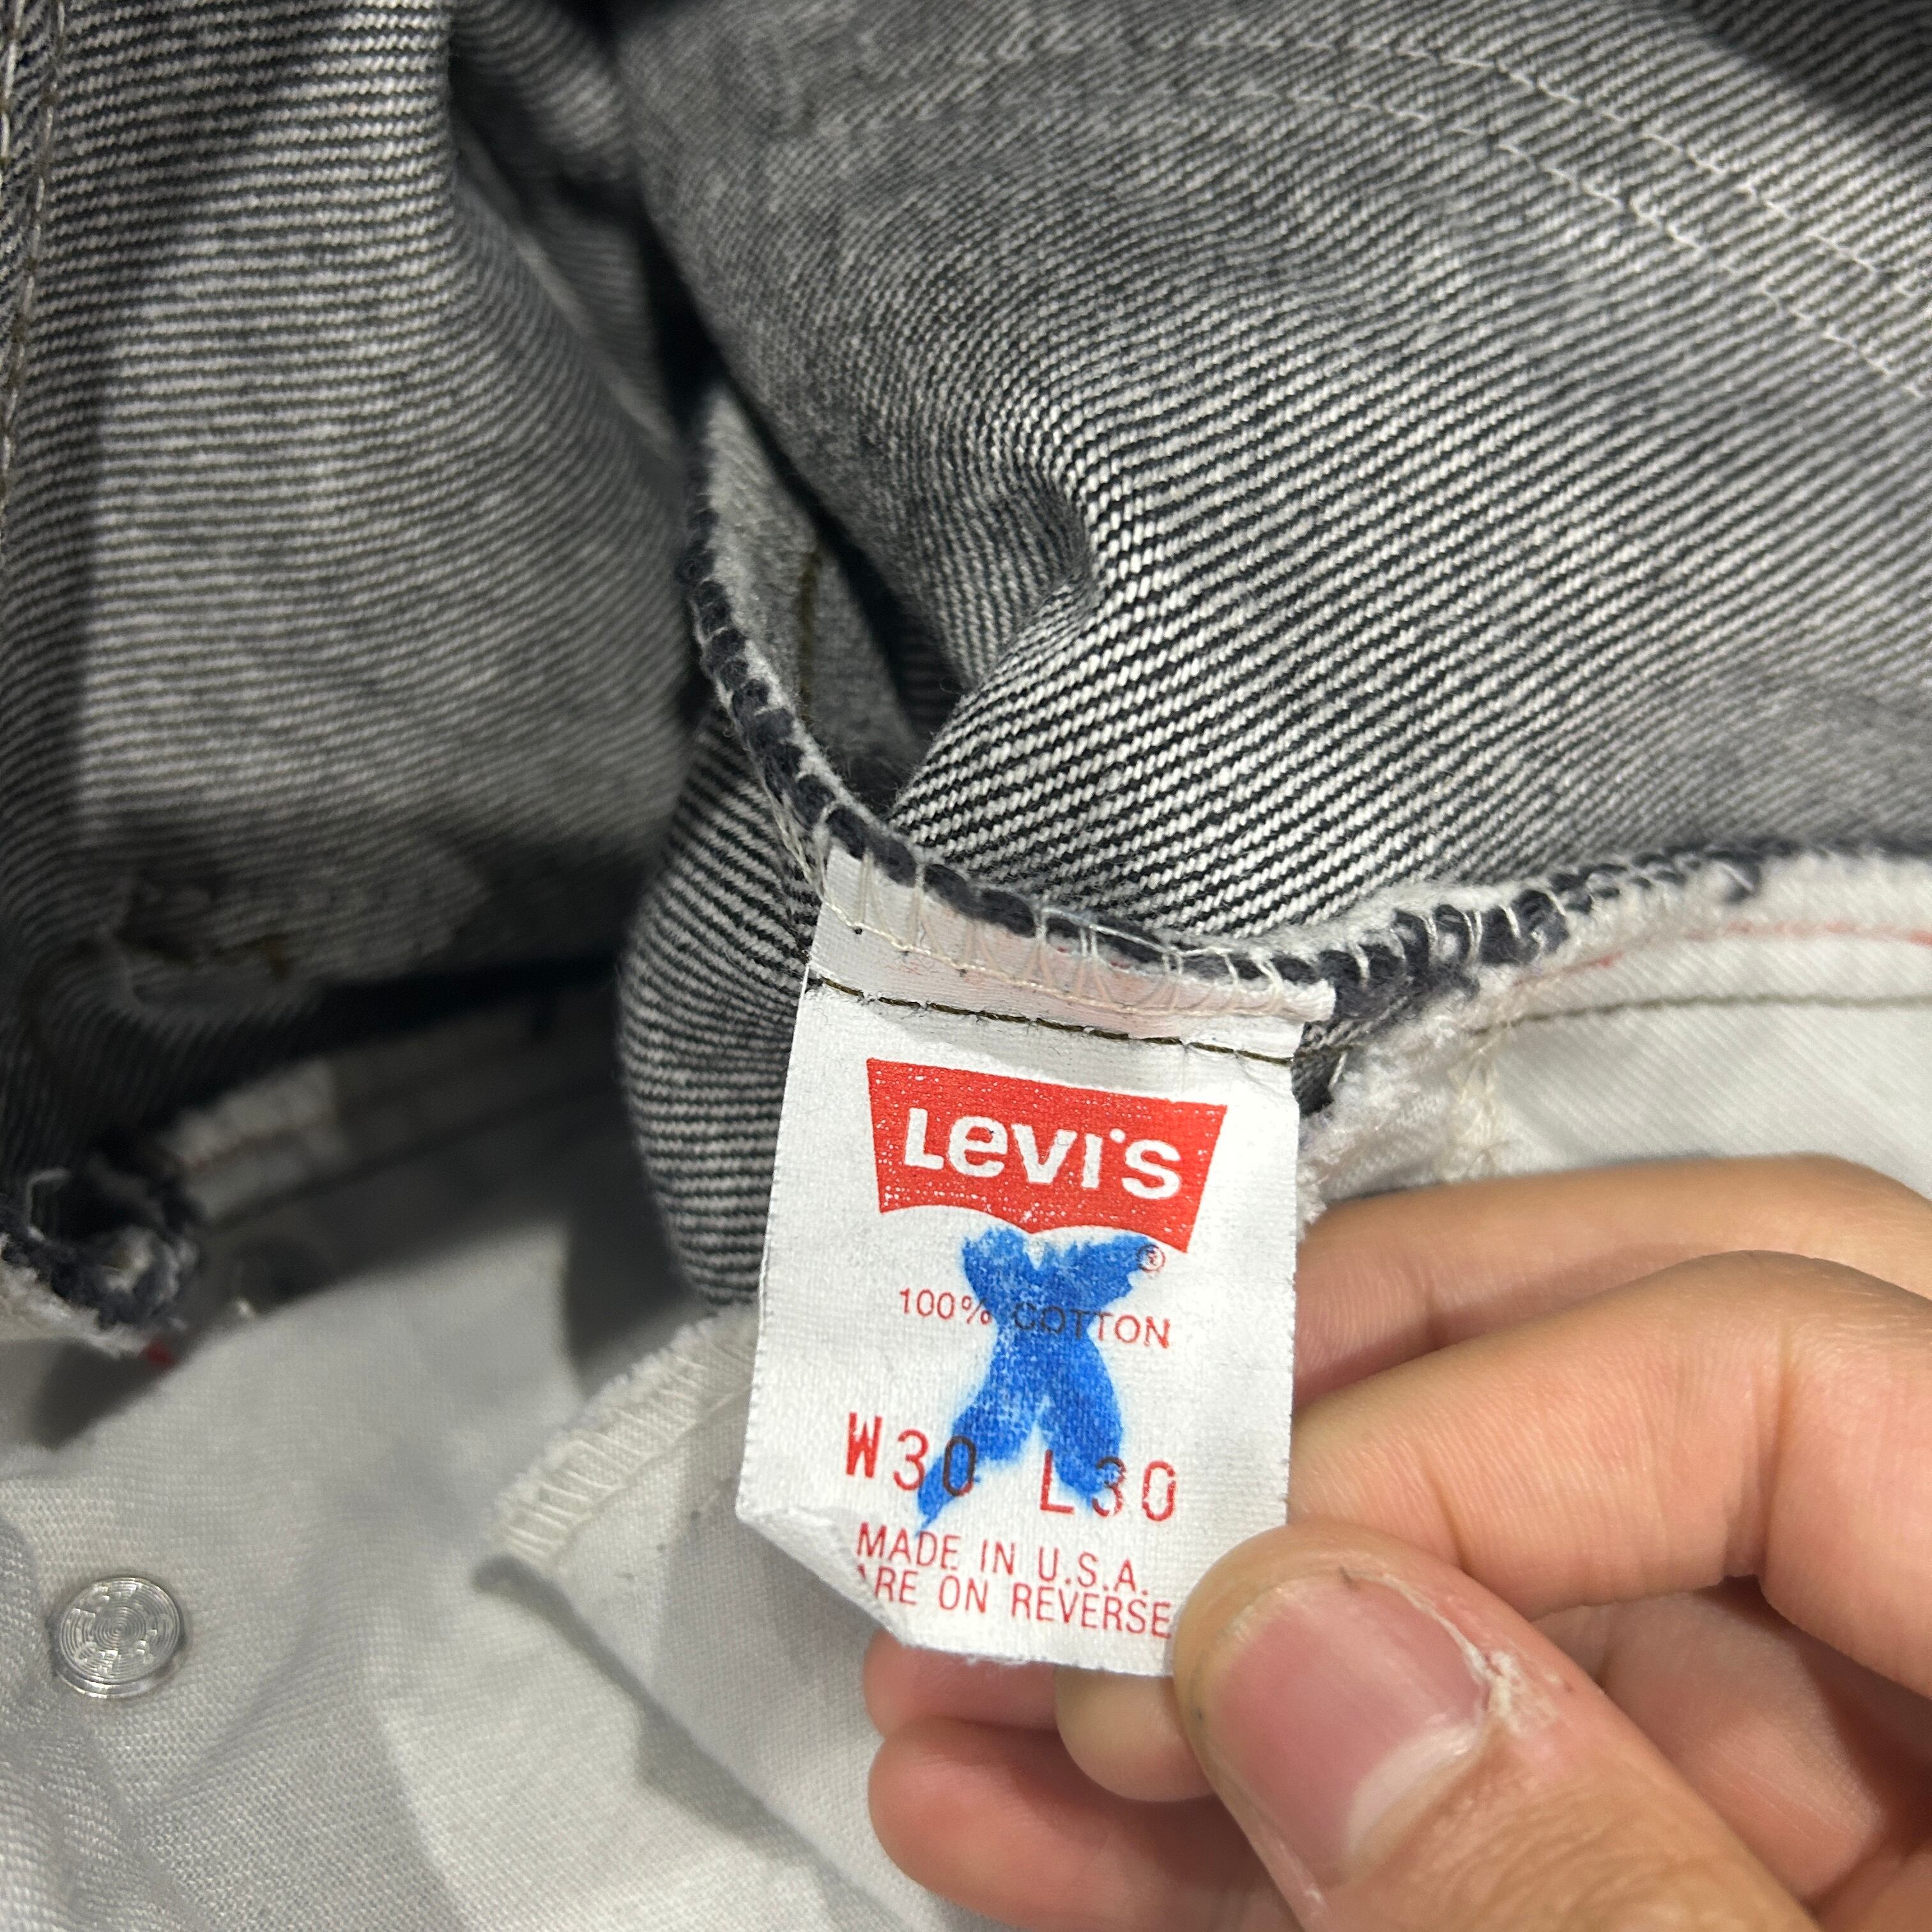 Levi's ®
100% COTTON
W30 L30
MADE IN U.S.A.
ARE ON REVERSE